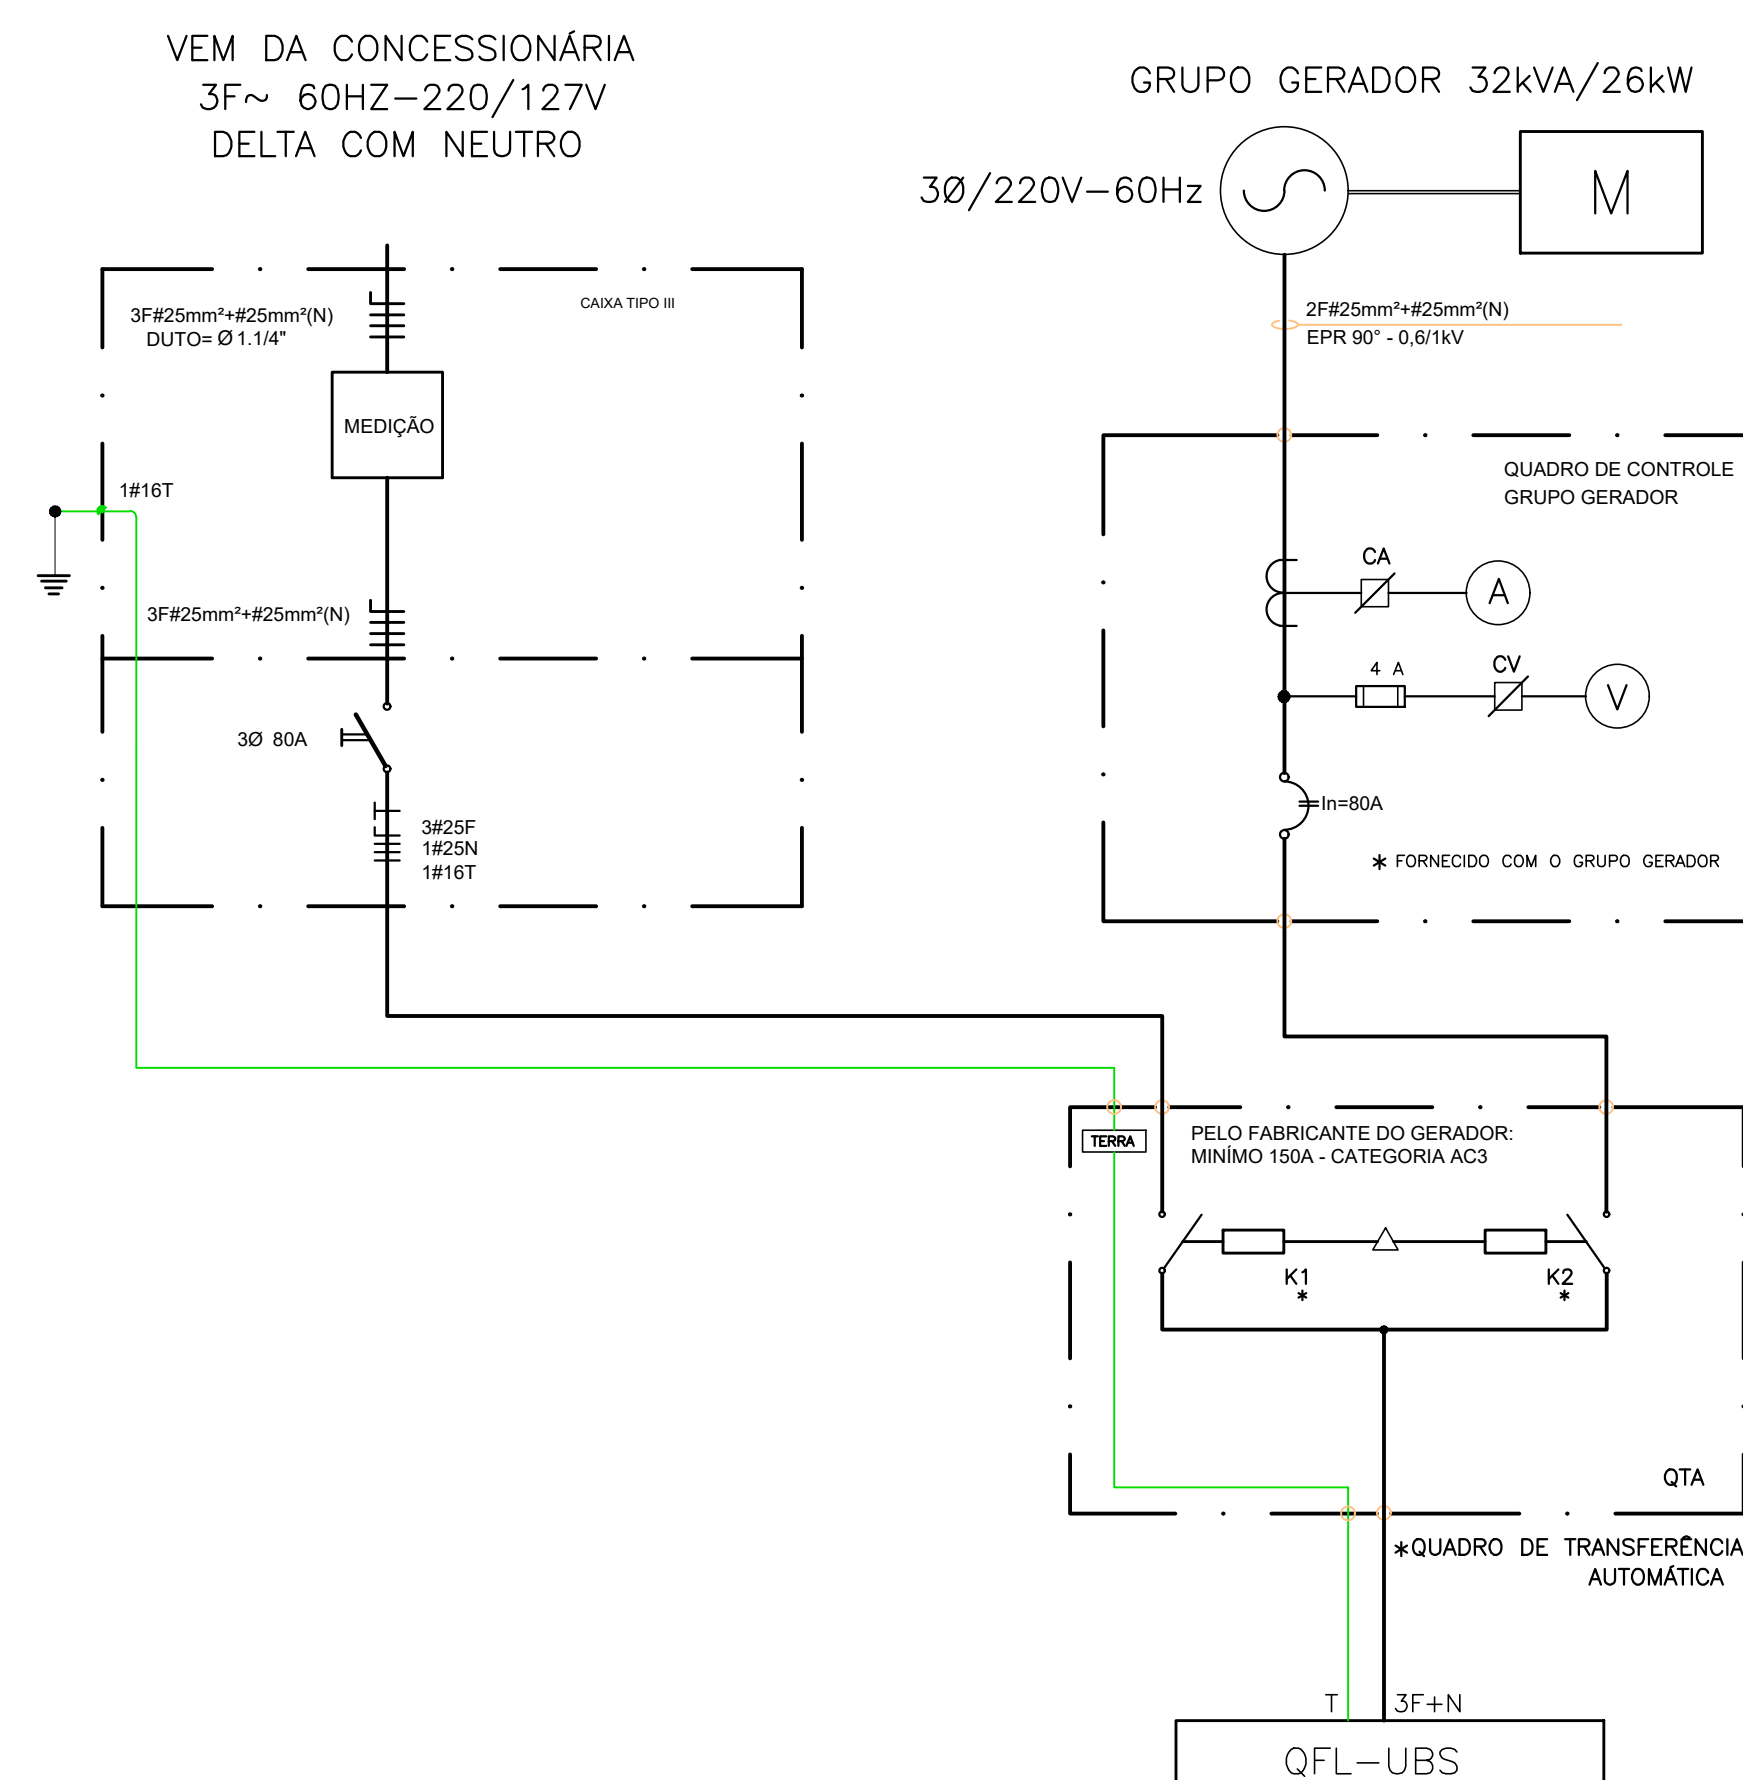 VEM DA CONCESSIONÁRIA
3F~ 60HZ-220/127V
DELTA COM NEUTRO
GRUPO GERADOR 32kVA/26kW
3Ø/220V-60Hz
M
CAIXA TIPO III
3F#25mm²+#25mm²(N)
DUTO= Ø 1.1/4"
MEDIÇÃO
1#16T
3F#25mm²+#25mm²(N)
3Ø 80A
3#25F
1#25N
1#16T
2F#25mm²+#25mm²(N)
EPR 90° - 0,6/1kV
QUADRO DE CONTROLE
GRUPO GERADOR
CA
A
4 A
CV
V
In=80A
* FORNECIDO COM O GRUPO GERADOR
TERRA
PELO FABRICANTE DO GERADOR:
MINÍMO 150A - CATEGORIA AC3
K1
*
K2
*
QTA
*QUADRO DE TRANSFERÊNCIA
AUTOMÁTICA
T
3F+N
QFL-UBS